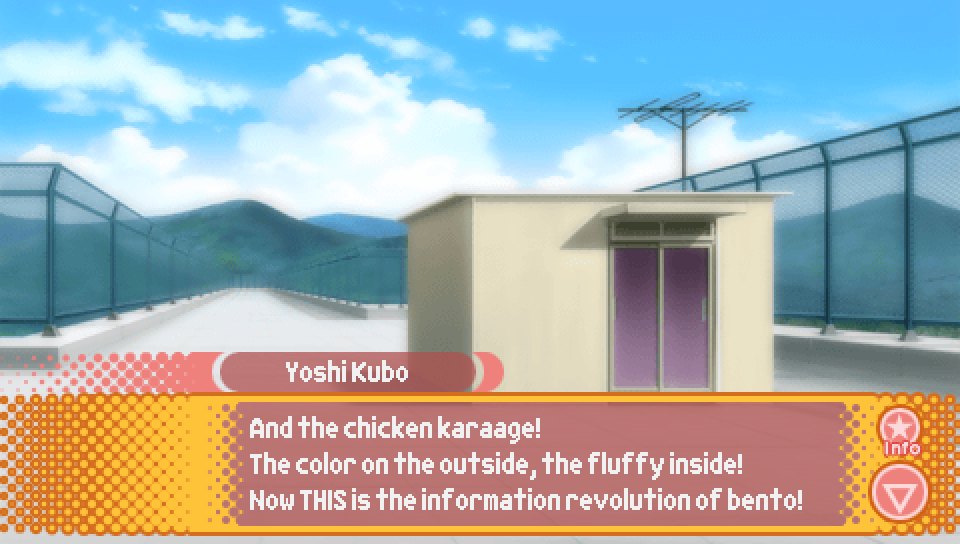 Yoshi Kubo
And the chicken karaage!
The color on the outside, the fluffy inside!
Now THIS is the information revolution of bento!
Info